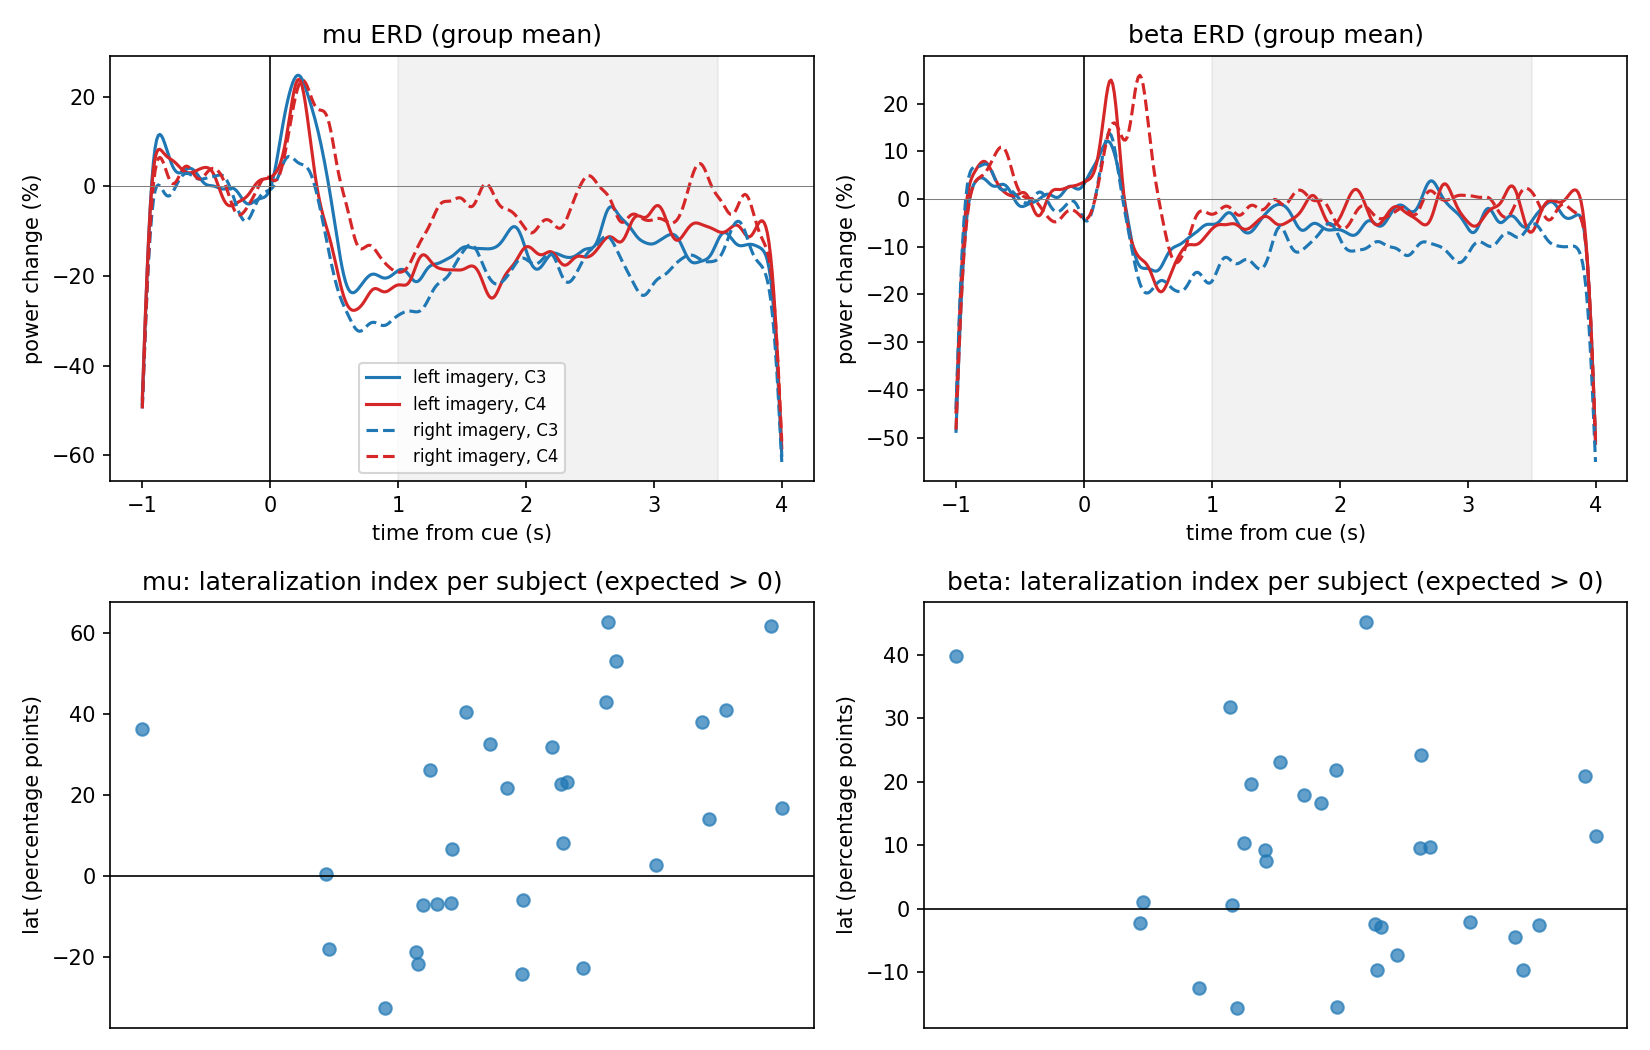 mu ERD (group mean)
power change (%)
20
0
−20
−40
−60
left imagery, C3
left imagery, C4
right imagery, C3
right imagery, C4
−1
0
1
2
3
4
time from cue (s)
beta ERD (group mean)
power change (%)
20
10
0
−10
−20
−30
−40
−50
−1
0
1
2
3
4
time from cue (s)
mu: lateralization index per subject (expected > 0)
lat (percentage points)
60
40
20
0
−20
beta: lateralization index per subject (expected > 0)
lat (percentage points)
40
30
20
10
0
−10